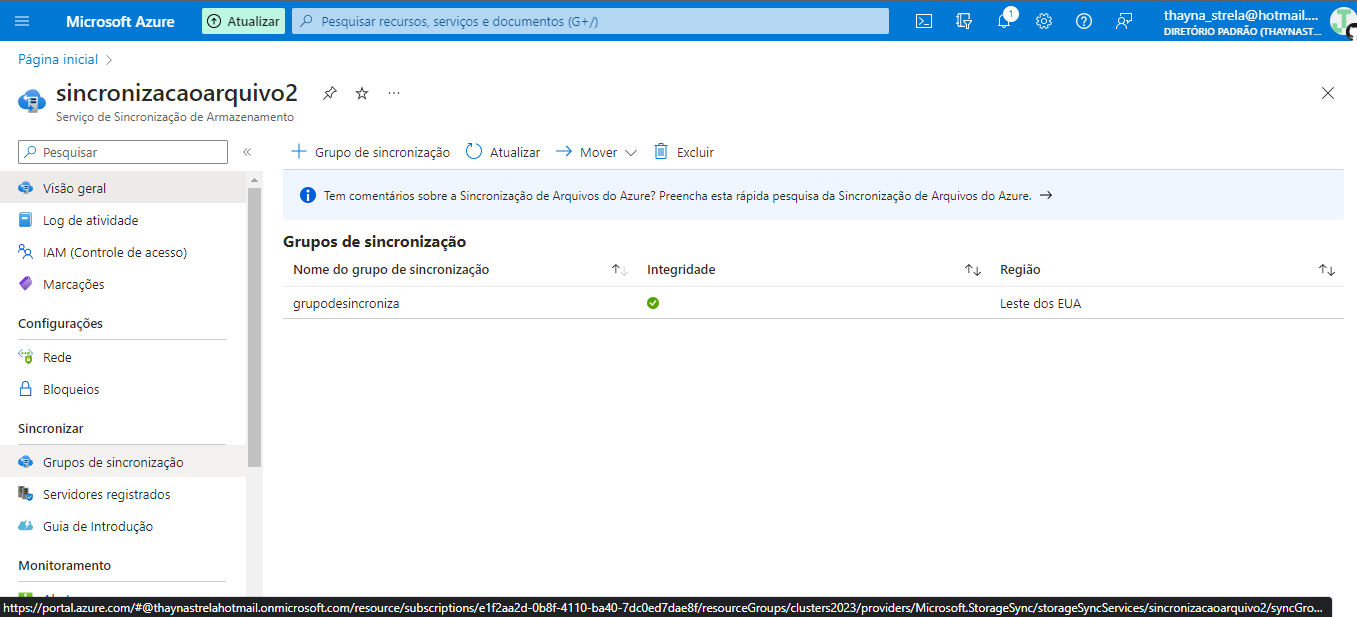 Microsoft Azure
Atualizar
Pesquisar recursos, serviços e documentos (G+/)
1
thayna_strela@hotmail....
DIRETÓRIO PADRÃO (THAYNAST...
Página inicial
sincronizacaoarquivo2
...
Serviço de Sincronização de Armazenamento
Pesquisar
«
Grupo de sincronização
Atualizar
Mover
Excluir
Visão geral
Log de atividade
IAM (Controle de acesso)
Marcações
Configurações
Rede
Bloqueios
Sincronizar
Grupos de sincronização
Servidores registrados
Guia de Introdução
Monitoramento
Tem comentários sobre a Sincronização de Arquivos do Azure? Preencha esta rápida pesquisa da Sincronização de Arquivos do Azure. →
Grupos de sincronização
Nome do grupo de sincronização ↑↓ Integridade ↑↓ Região ↑↓
grupodesincroniza Leste dos EUA
https://portal.azure.com/#@thaynastrelahotmail.onmicrosoft.com/resource/subscriptions/e1f2aa2d-0b8f-4110-ba40-7dc0ed7dae8f/resourceGroups/clusters2023/providers/Microsoft.StorageSync/storageSyncServices/sincronizacaoarquivo2/syncGro...